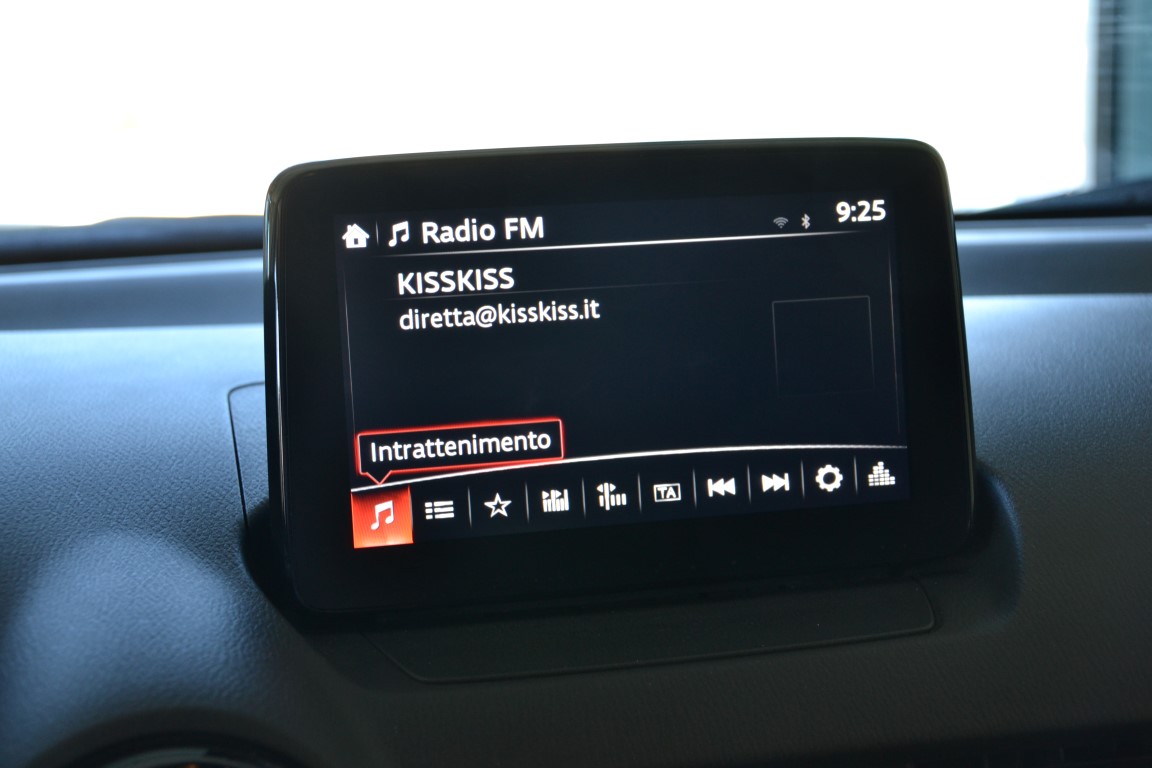 Radio FM
9:25
KISSKISS
diretta@kisskiss.it
Intrattenimento
TA